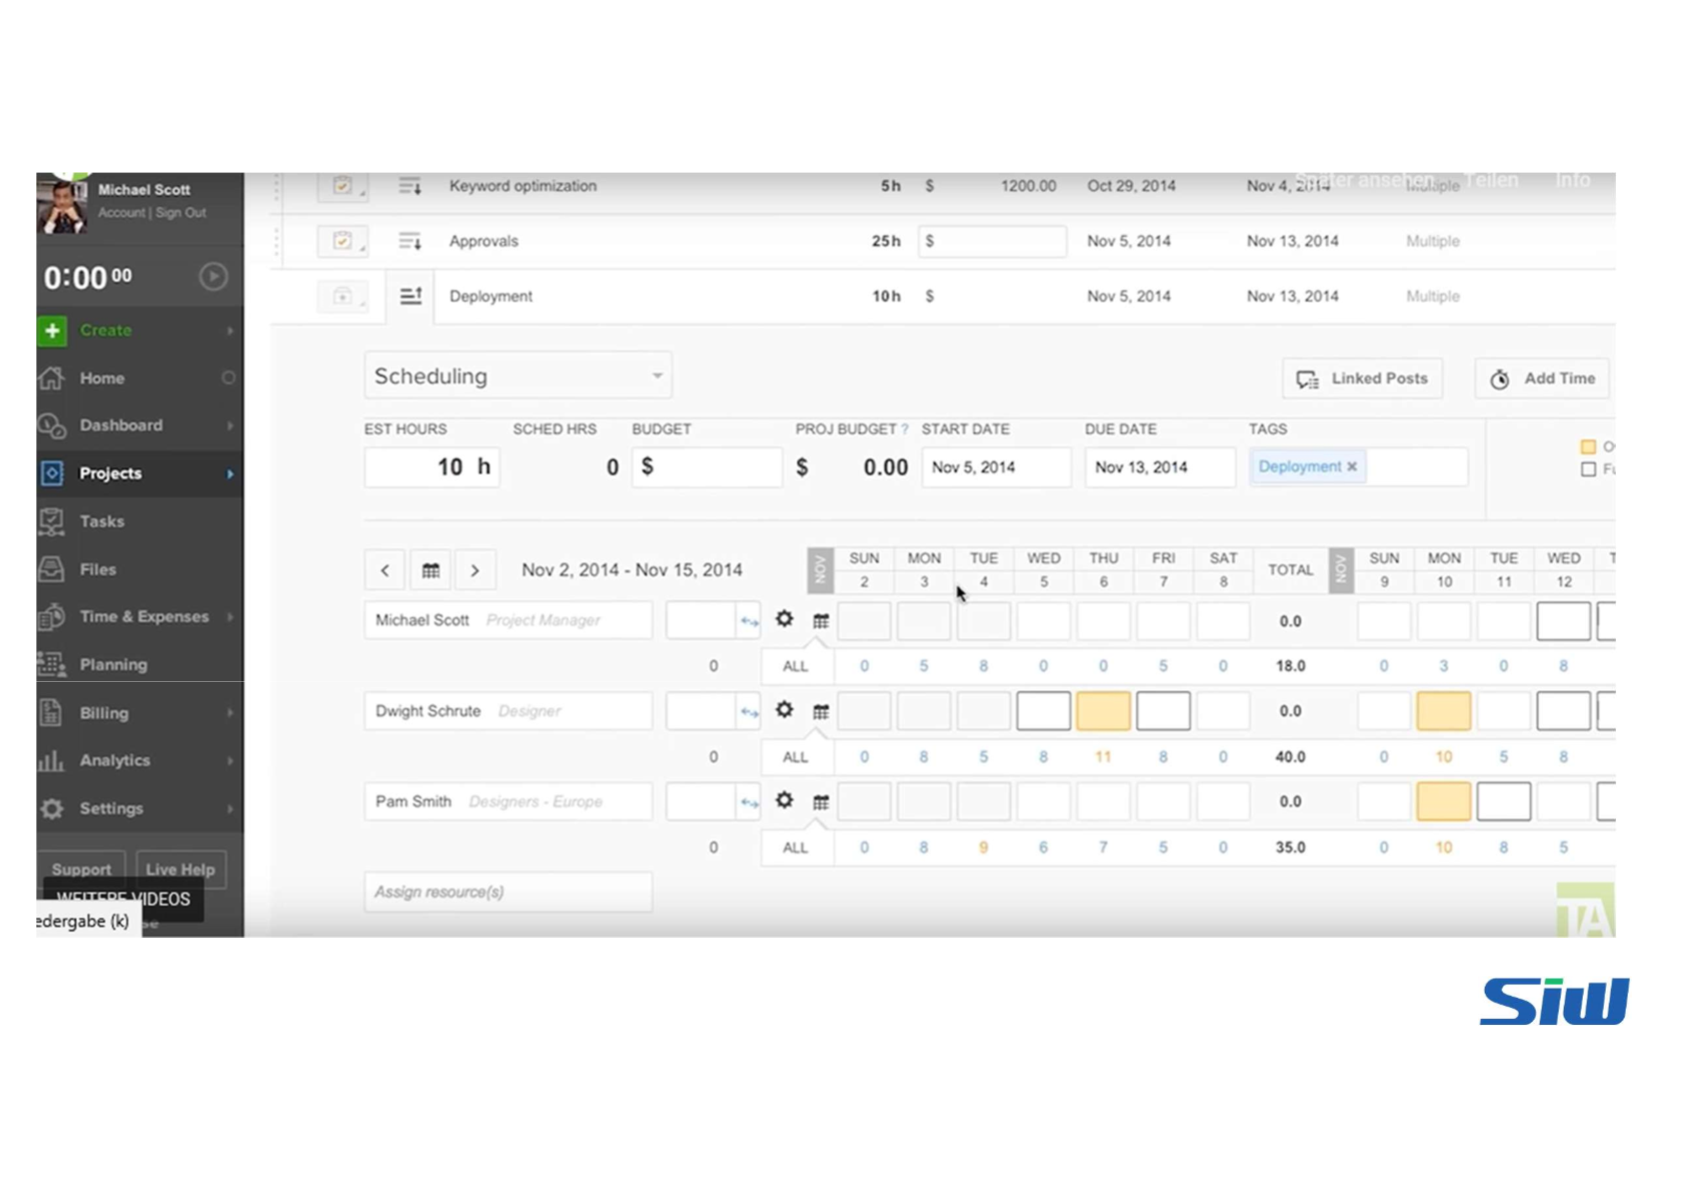 Michael Scott
Account | Sign Out
0:00 00
Create
Home
Dashboard
Projects
Tasks
Files
Time & Expenses
Planning
Billing
Analytics
Settings
Support Live Help
WEITERE VIDEOS
edergabe (k)
Später ansehen Teilen Info
Keyword optimization 5h $ 1200.00 Oct 29, 2014 Nov 4, 2014 Multiple
Approvals 25h $ Nov 5, 2014 Nov 13, 2014 Multiple
Deployment 10h $ Nov 5, 2014 Nov 13, 2014 Multiple
Scheduling Linked Posts Add Time
EST HOURS SCHED HRS BUDGET PROJ BUDGET ? START DATE DUE DATE TAGS
10 h 0 $ $ 0.00 Nov 5, 2014 Nov 13, 2014 Deployment ×
Nov 2, 2014 - Nov 15, 2014
NOV SUN MON TUE WED THU FRI SAT TOTAL NOV SUN MON TUE WED
2 3 4 5 6 7 8 9 10 11 12
Michael Scott Project Manager 0.0
0 ALL 0 5 8 0 0 5 0 18.0 0 3 0 8
Dwight Schrute Designer 0.0
0 ALL 0 8 5 8 11 8 0 40.0 0 10 5 8
Pam Smith Designers - Europe 0.0
0 ALL 0 8 9 6 7 5 0 35.0 0 10 8 5
Assign resource(s)
TA
Siw